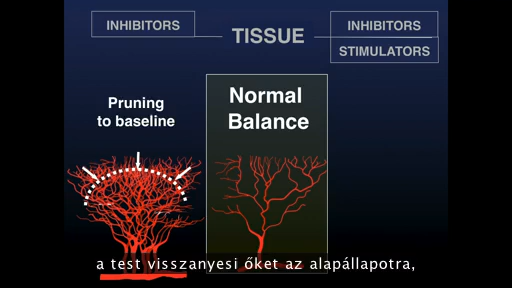 INHIBITORS
TISSUE
INHIBITORS
STIMULATORS
Pruning
to baseline
Normal
Balance
a test visszanyesi őket az alapállapotra,